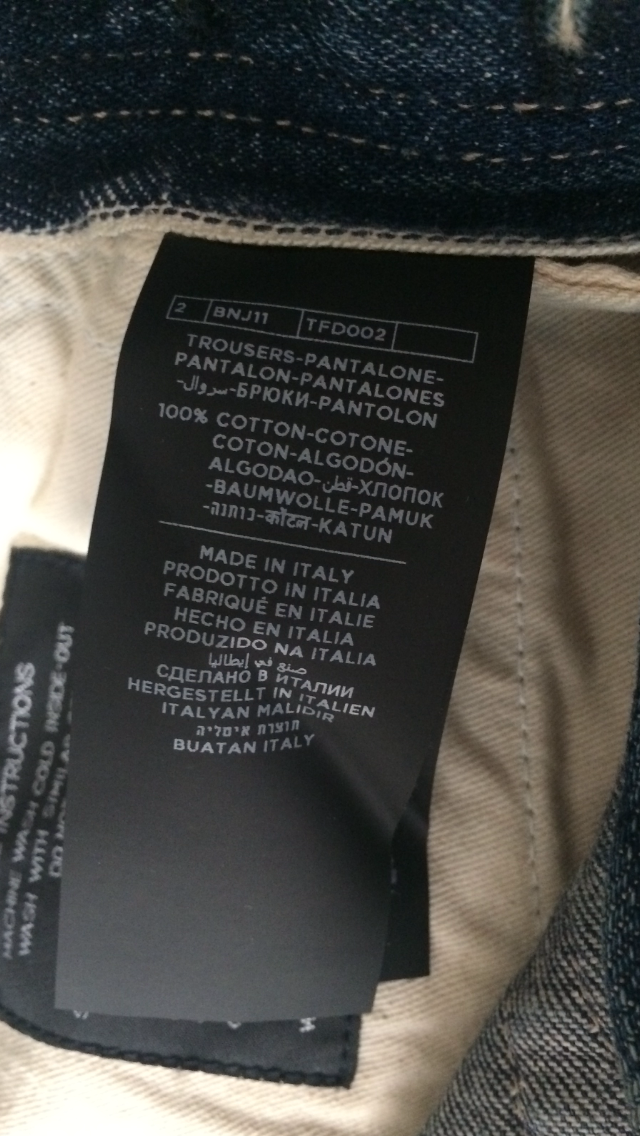 2 BNJ11 TFD002
TROUSERS-PANTALONE-
PANTALON-PANTALONES
-سروال-БРЮКИ-PANTOLON
100% COTTON-COTONE-
COTON-ALGODÓN-
ALGODAO-قطن-ХЛОПОК
-BAUMWOLLE-PAMUK
-כותנה-कॉटन-KATUN
MADE IN ITALY
PRODOTTO IN ITALIA
FABRIQUÉ EN ITALIE
HECHO EN ITALIA
PRODUZIDO NA ITALIA
صنع في إيطاليا
СДЕЛАНО В ИТАЛИИ
HERGESTELLT IN ITALIEN
ITALYAN MALIDIR
תוצרת איטליה
BUATAN ITALY
INSTRUCTIONS
MACHINE WASH COLD INSIDE-OUT
WASH WITH SIMILAR
DO